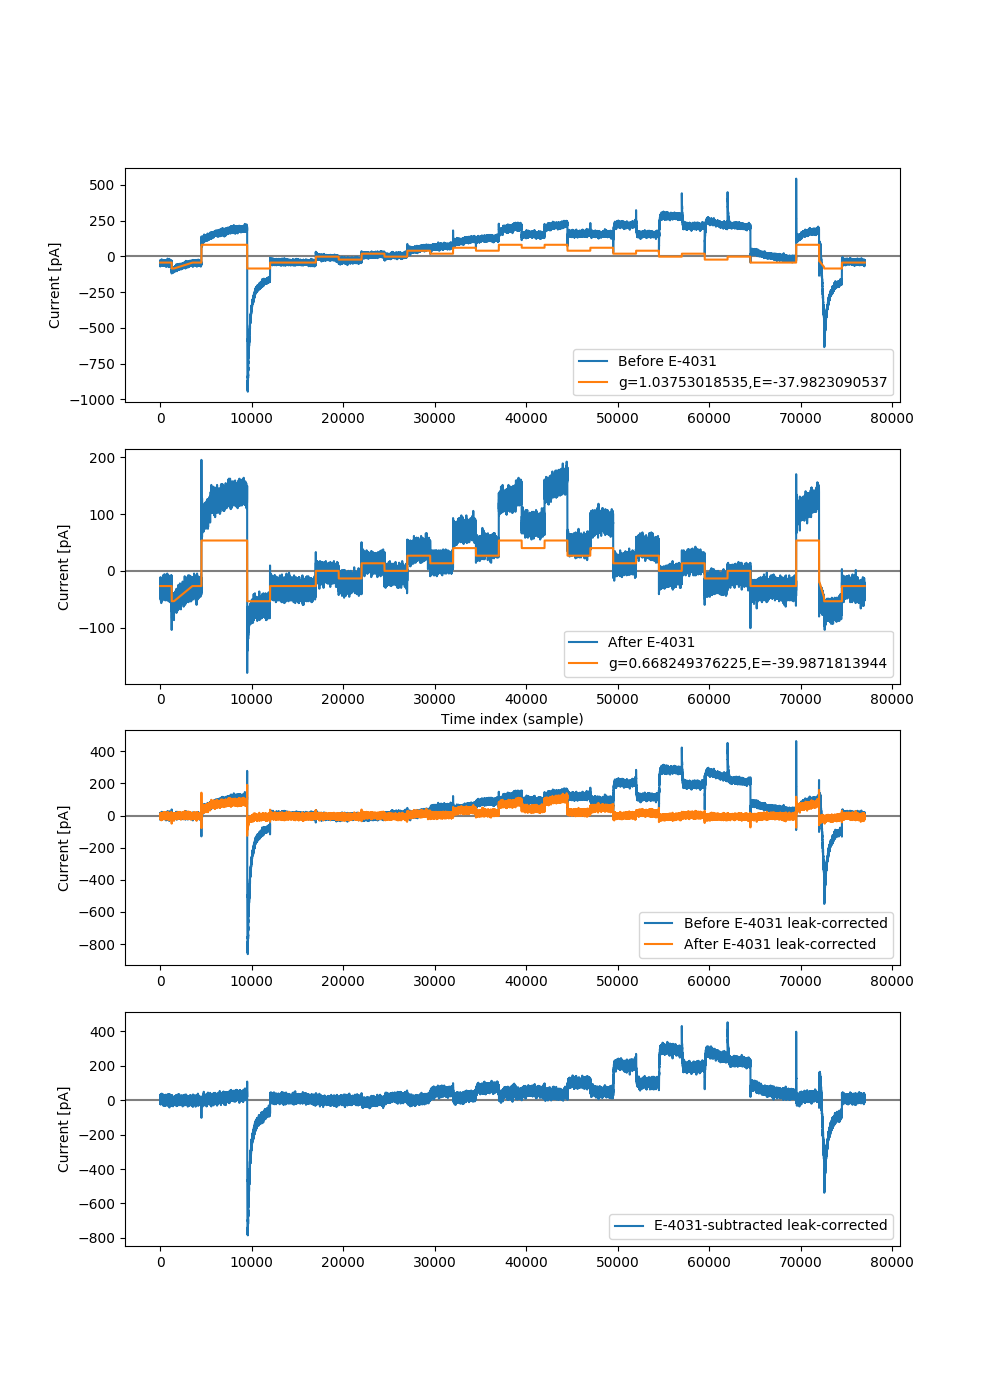 500
250
0
−250
−500
−750
−1000
Current [pA]
Before E-4031
g=1.03753018535,E=-37.9823090537
0 10000 20000 30000 40000 50000 60000 70000 80000
200
100
0
−100
Current [pA]
After E-4031
g=0.668249376225,E=-39.9871813944
0 10000 20000 30000 40000 50000 60000 70000 80000
Time index (sample)
400
200
0
−200
−400
−600
−800
Current [pA]
Before E-4031 leak-corrected
After E-4031 leak-corrected
0 10000 20000 30000 40000 50000 60000 70000 80000
400
200
0
−200
−400
−600
−800
Current [pA]
E-4031-subtracted leak-corrected
0 10000 20000 30000 40000 50000 60000 70000 80000